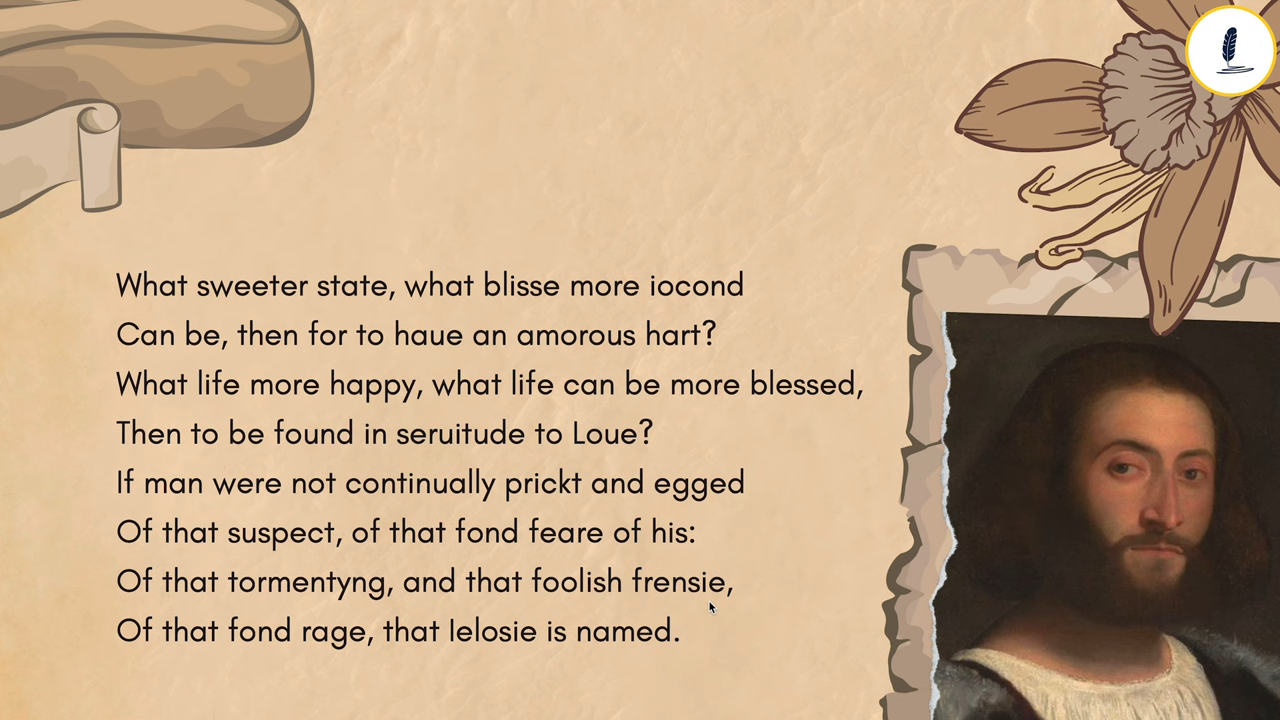 What sweeter state, what blisse more iocond
Can be, then for to haue an amorous hart?
What life more happy, what life can be more blessed,
Then to be found in seruitude to Loue?
If man were not continually prickt and egged
Of that suspect, of that fond feare of his:
Of that tormentyng, and that foolish frensie,
Of that fond rage, that Ielosie is named.